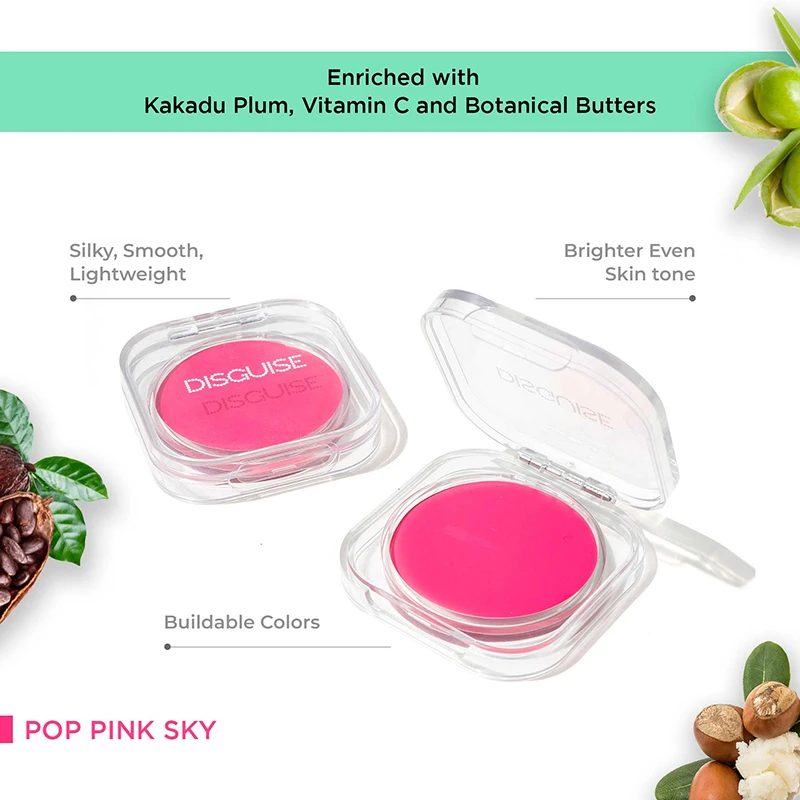 Enriched with
Kakadu Plum, Vitamin C and Botanical Butters
Silky, Smooth,
Lightweight
Brighter Even
Skin tone
DISGUISE
DISGUISE
DISGUISE
Buildable Colors
POP PINK SKY